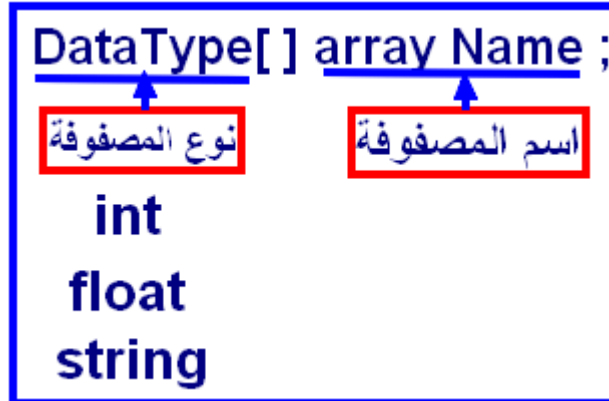 DataType[ ] array Name ;
نوع المصفوفة
اسم المصفوفة
int
float
string